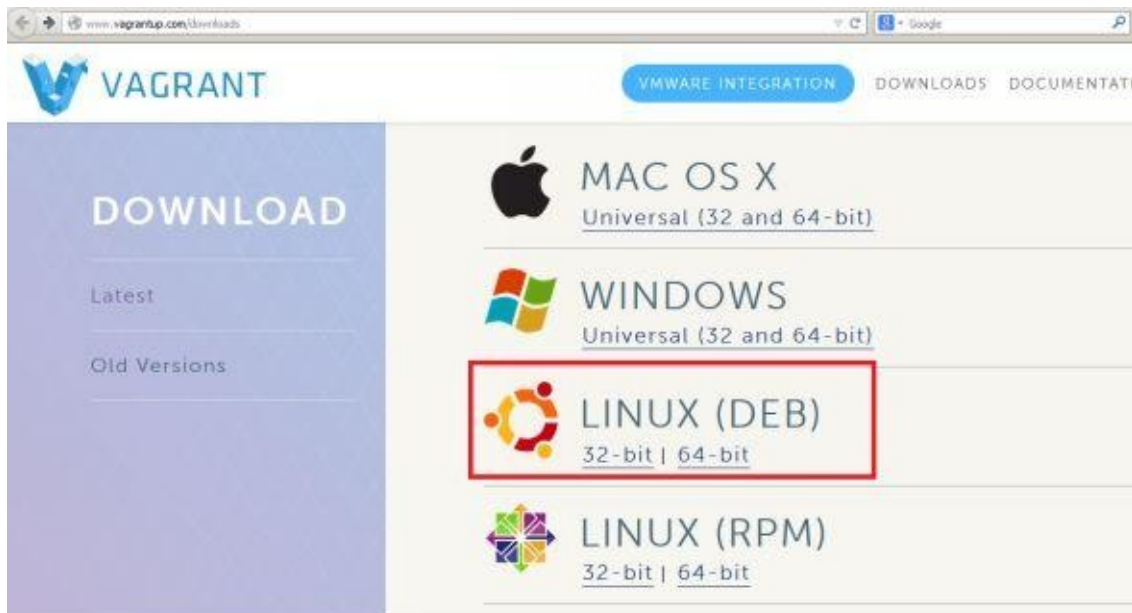 www.vagrantup.com/downloads
Google
VAGRANT
VMWARE INTEGRATION
DOWNLOADS
DOCUMENTATI
DOWNLOAD
Latest
Old Versions
MAC OS X
Universal (32 and 64-bit)
WINDOWS
Universal (32 and 64-bit)
LINUX (DEB)
32-bit | 64-bit
LINUX (RPM)
32-bit | 64-bit